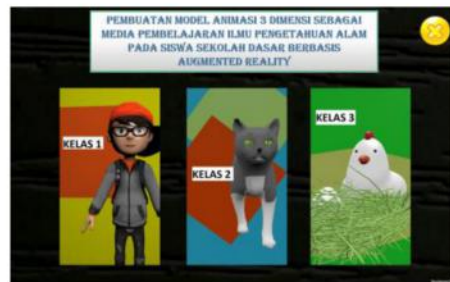 PEMBUATAN MODEL ANIMASI 3 DIMENSI SEBAGAI
MEDIA PEMBELAJARAN ILMU PENGETAHUAN ALAM
PADA SISWA SEKOLAH DASAR BERBASIS
AUGMENTED REALITY
KELAS 1
KELAS 2
KELAS 3